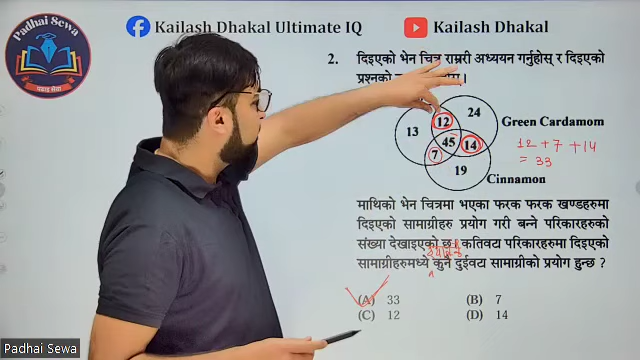 Padhai Sewa
पढाइ सेवा
Kailash Dhakal Ultimate IQ
Kailash Dhakal
2. दिइएको भेन चित्र राम्ररी अध्ययन गर्नुहोस् र दिइएको
प्रश्नको
13
12
24
45
14
7
19
Green Cardamom
Cinnamon
12 + 7 + 14
= 33
माथिको भेन चित्रमा भएका फरक फरक खण्डहरुमा
दिइएको सामाग्रीहरु प्रयोग गरी बन्ने परिकारहरुको
संख्या देखाइएको छ। कतिवटा परिकारहरुमा दिइएको
सामाग्रीहरुमध्ये कुनै दुईवटा सामाग्रीको प्रयोग हुन्छ ?
(A) 33 (B) 7
(C) 12 (D) 14
Padhai Sewa